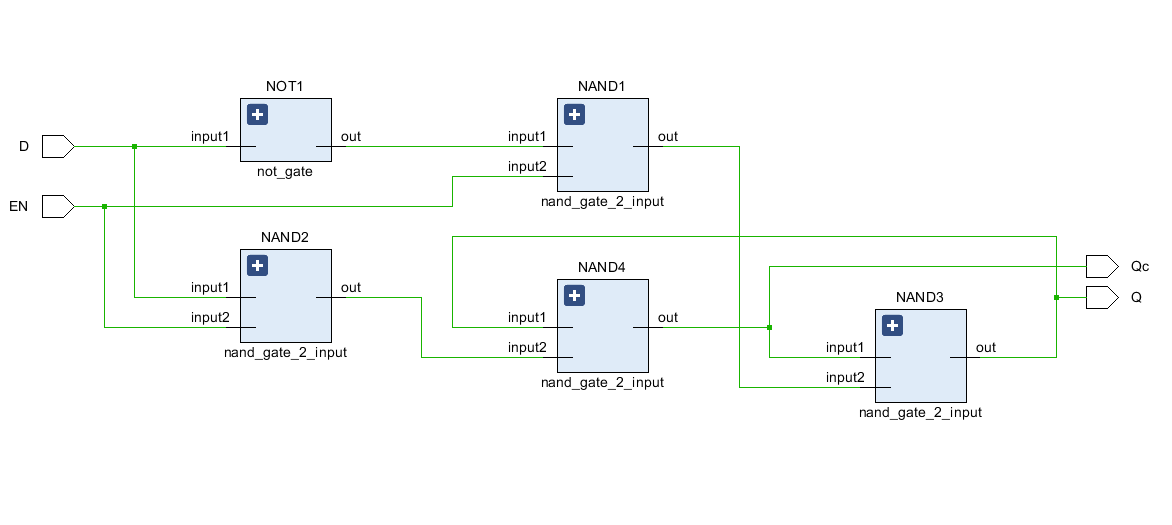 NOT1
NAND1
D
input1
out
input1
out
input2
not_gate
EN
nand_gate_2_input
NAND2
NAND4
Qc
input1
out
Q
NAND3
input2
input1
out
nand_gate_2_input
input2
input1
out
input2
nand_gate_2_input
nand_gate_2_input